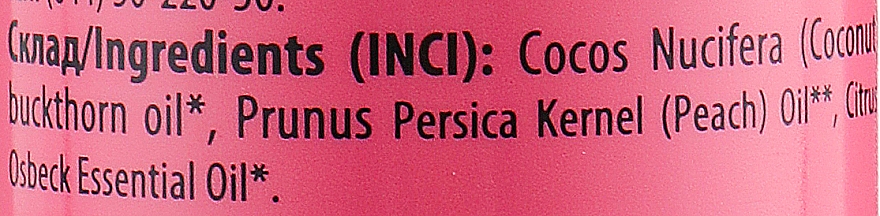 Склад/Ingredients (INCI): Cocos Nucifera (Coconut
buckthorn oil*, Prunus Persica Kernel (Peach) Oil**, Citrus
Osbeck Essential Oil*.